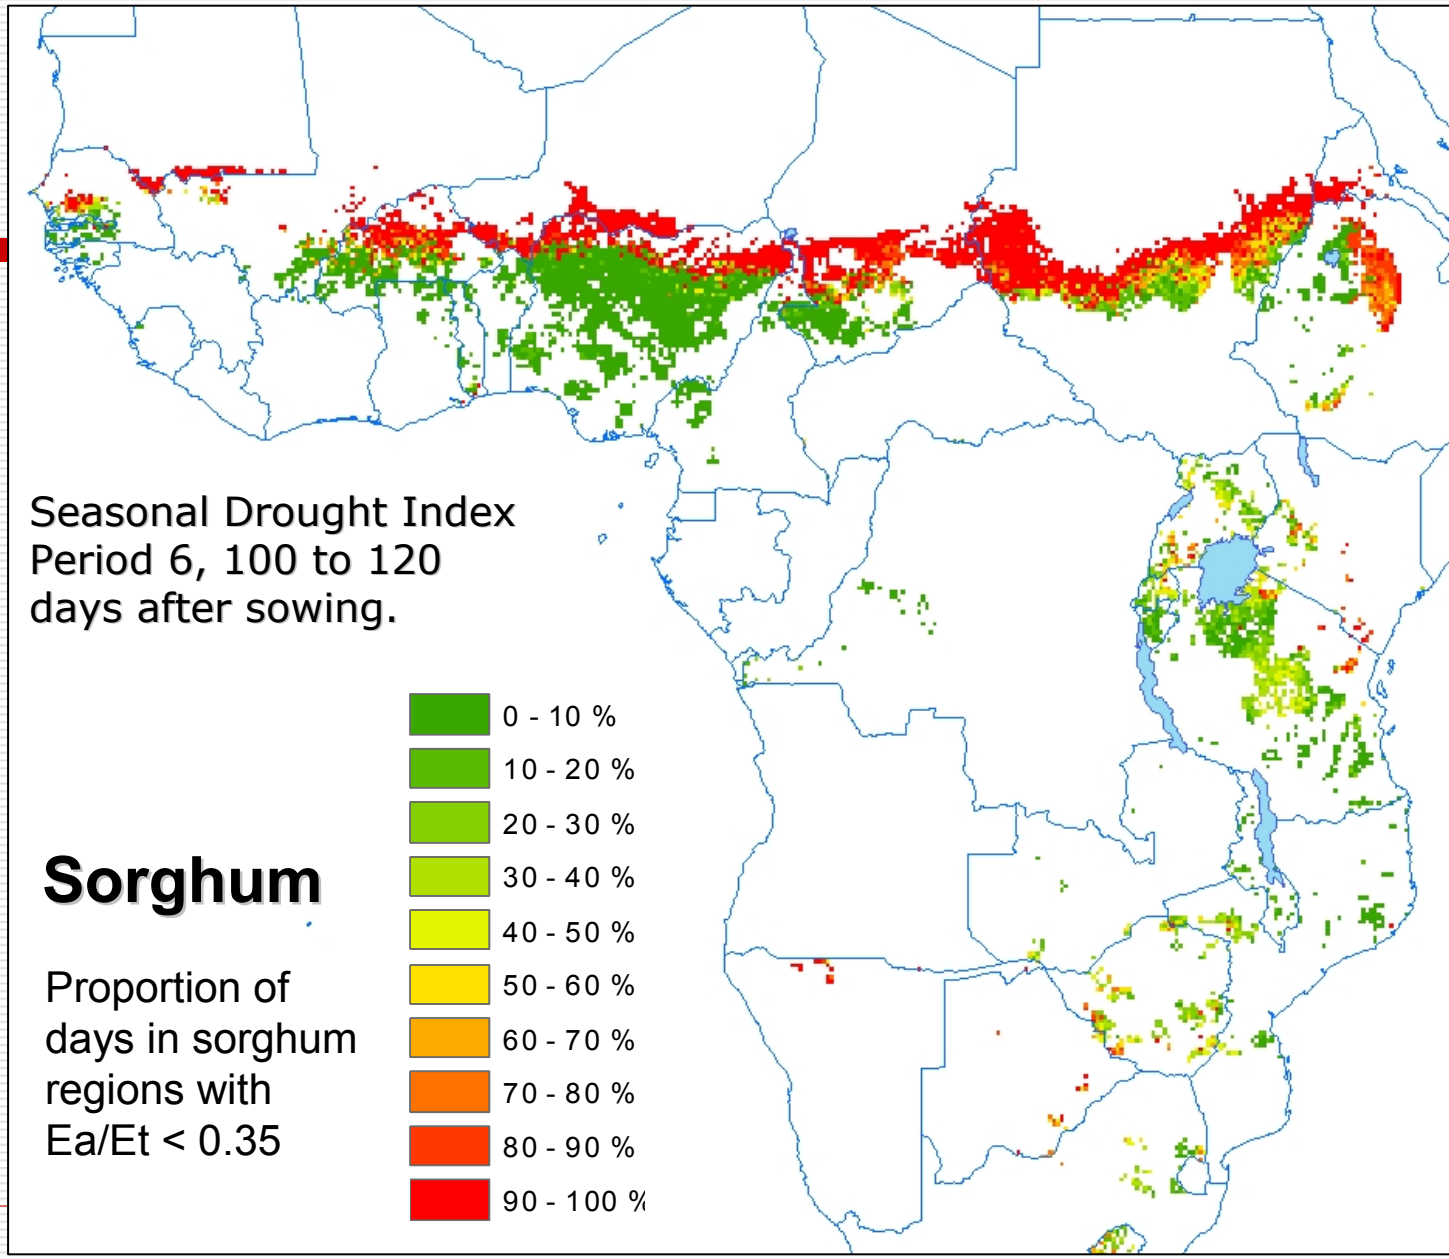 Seasonal Drought Index
Period 6, 100 to 120
days after sowing.
Sorghum
Proportion of
days in sorghum
regions with
Ea/Et < 0.35
0 - 10 %
10 - 20 %
20 - 30 %
30 - 40 %
40 - 50 %
50 - 60 %
60 - 70 %
70 - 80 %
80 - 90 %
90 - 100 %